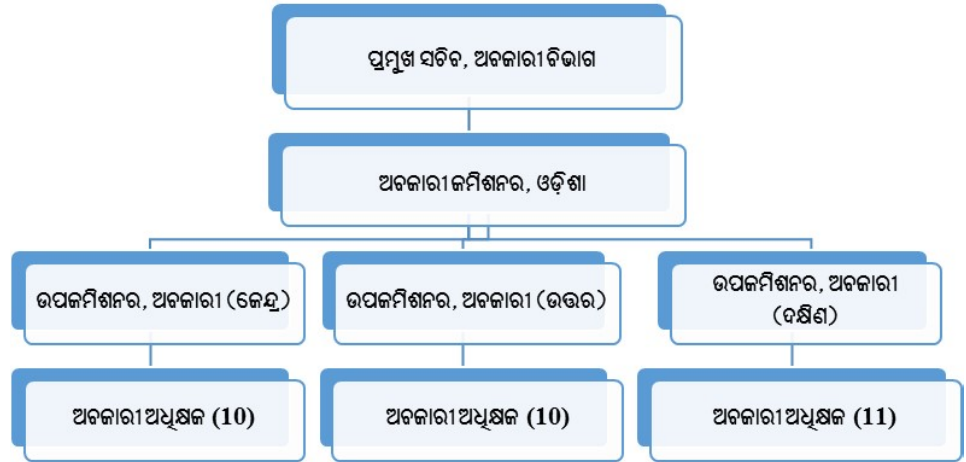 ପ୍ରମୁଖ ସଚିବ, ଅବକାରୀ ବିଭାଗ
ଅବକାରୀ କମିଶନର, ଓଡ଼ିଶା
ଉପକମିଶନର, ଅବକାରୀ (କେନ୍ଦ୍ର)
ଉପକମିଶନର, ଅବକାରୀ (ଉତ୍ତର)
ଉପକମିଶନର, ଅବକାରୀ
(ଦକ୍ଷିଣ)
ଅବକାରୀ ଅଧିକ୍ଷକ (10)
ଅବକାରୀ ଅଧିକ୍ଷକ (10)
ଅବକାରୀ ଅଧିକ୍ଷକ (11)